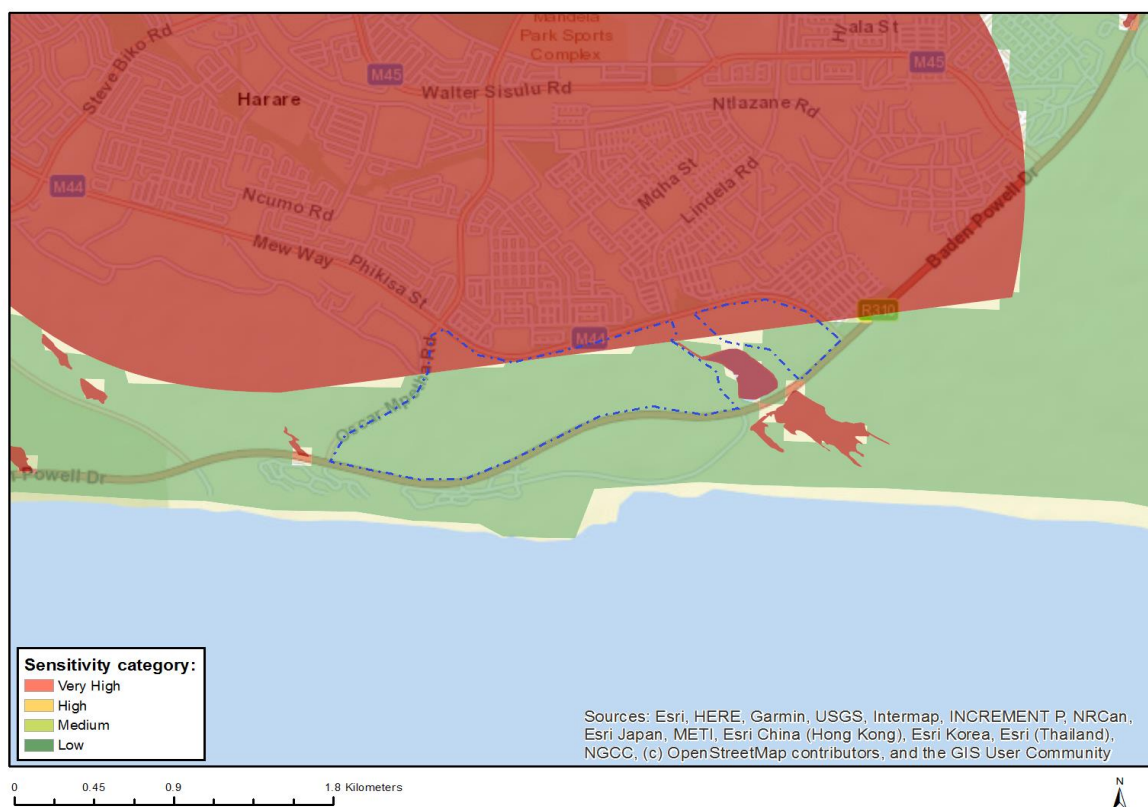 Mandela
Park Sports
Complex
Hlala St
M45
M45
Steve Biko Rd
Walter Sisulu Rd
Harare
Ntlazane Rd
Mqha St
Lindela Rd
M44
Ncumo Rd
Baden Powell Dr
Mew Way
Phikisa St
R310
M44
Oscar Mpetha Rd
Powell Dr
Sensitivity category:
Very High
High
Medium
Low
Sources: Esri, HERE, Garmin, USGS, Intermap, INCREMENT P, NRCan,
Esri Japan, METI, Esri China (Hong Kong), Esri Korea, Esri (Thailand),
NGCC, (c) OpenStreetMap contributors, and the GIS User Community
0 0.45 0.9 1.8 Kilometers
N